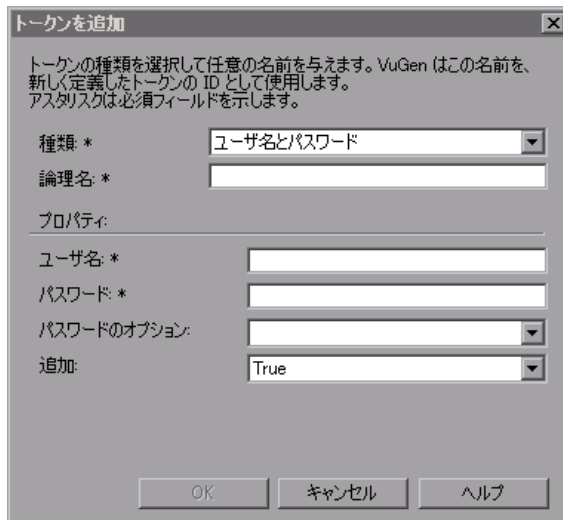 トークンを追加
トークンの種類を選択して任意の名前を与えます。VuGen はこの名前を、
新しく定義したトークンの ID として使用します。
アスタリスクは必須フィールドを示します。
種類: *
ユーザ名とパスワード
論理名: *
プロパティ:
ユーザ名: *
パスワード: *
パスワードのオプション:
追加:
True
OK
キャンセル
ヘルプ